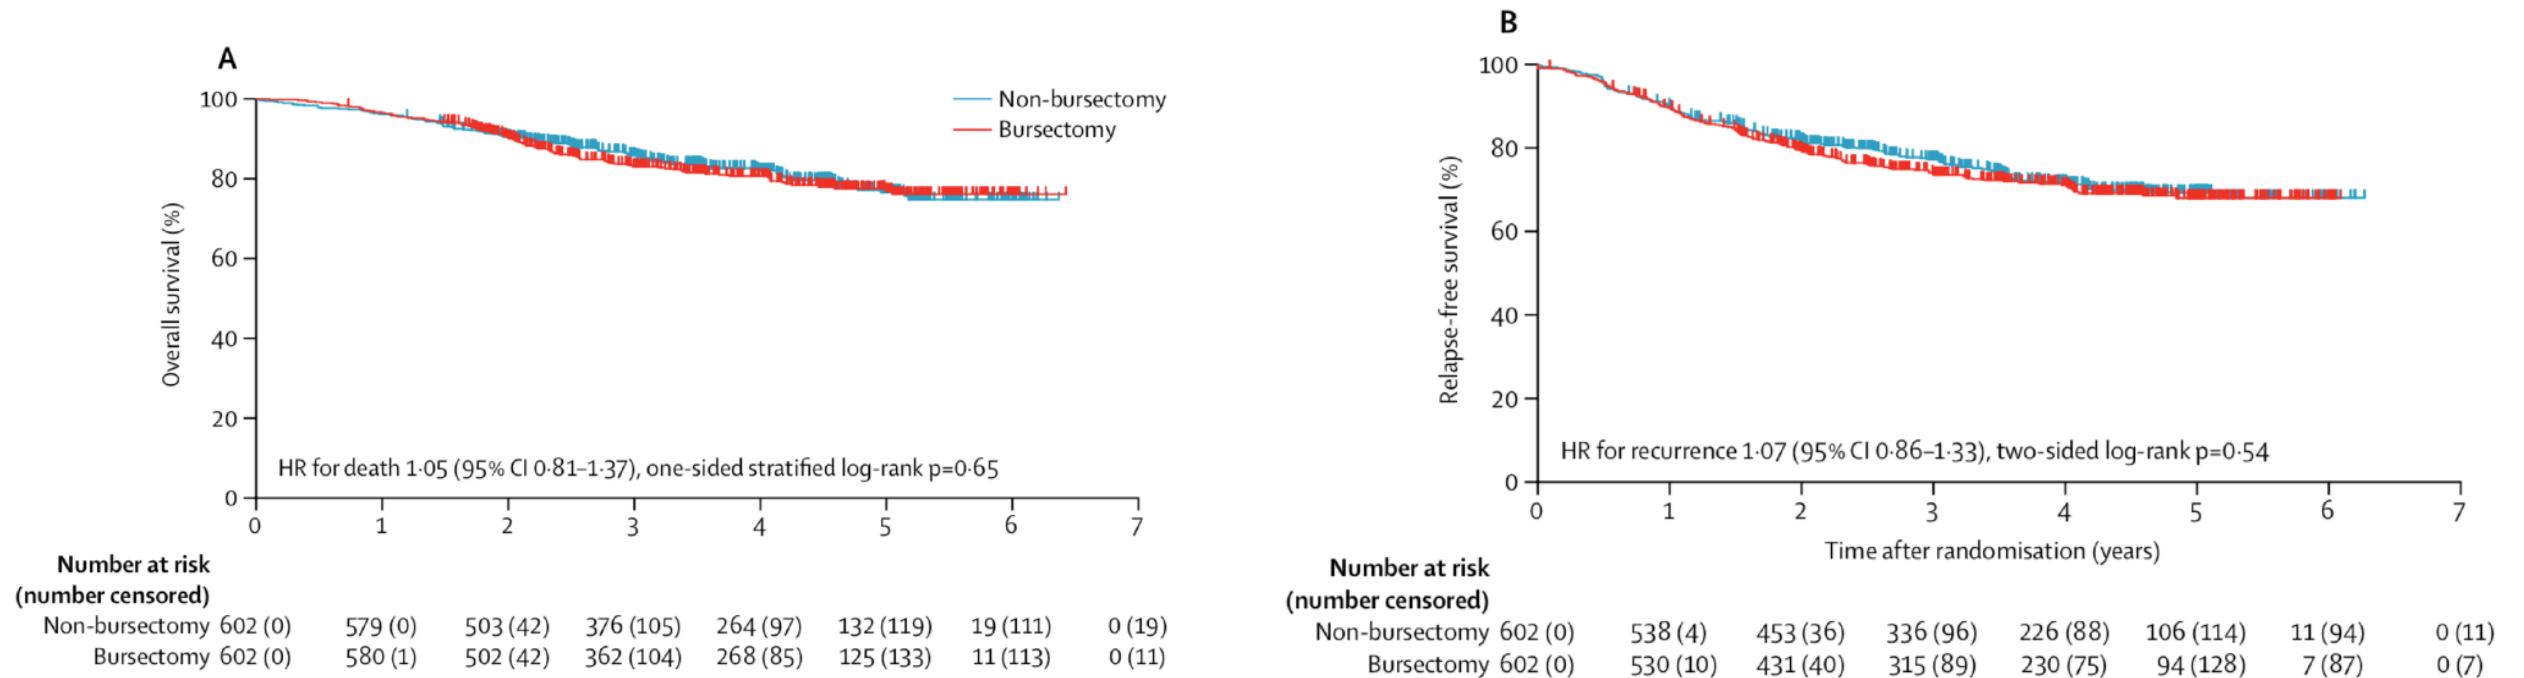 A
Overall survival (%)
100
80
60
40
20
0
Non-bursectomy
Bursectomy
HR for death 1·05 (95% CI 0·81–1·37), one-sided stratified log-rank p=0·65
0 1 2 3 4 5 6 7
Number at risk
(number censored)
Non-bursectomy 602 (0) 579 (0) 503 (42) 376 (105) 264 (97) 132 (119) 19 (111) 0 (19)
Bursectomy 602 (0) 580 (1) 502 (42) 362 (104) 268 (85) 125 (133) 11 (113) 0 (11)
B
Relapse-free survival (%)
100
80
60
40
20
0
HR for recurrence 1·07 (95% CI 0·86–1·33), two-sided log-rank p=0·54
0 1 2 3 4 5 6 7
Time after randomisation (years)
Number at risk
(number censored)
Non-bursectomy 602 (0) 538 (4) 453 (36) 336 (96) 226 (88) 106 (114) 11 (94) 0 (11)
Bursectomy 602 (0) 530 (10) 431 (40) 315 (89) 230 (75) 94 (128) 7 (87) 0 (7)